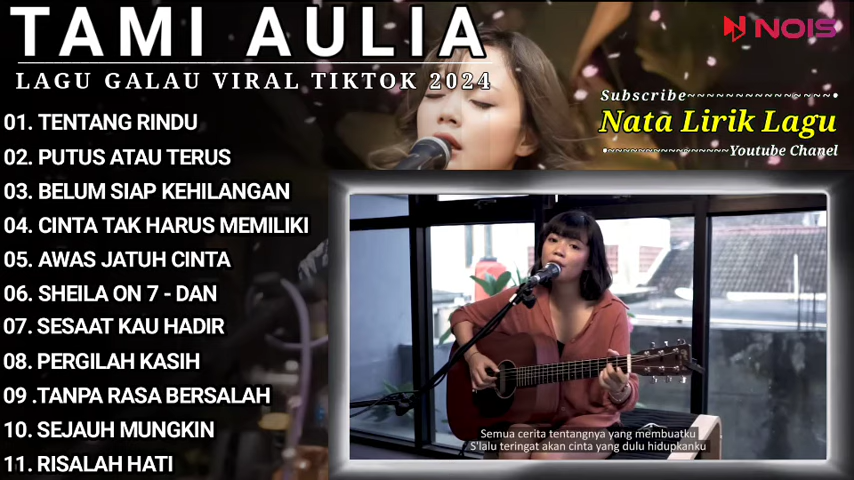 TAMI AULIA
LAGU GALAU VIRAL TIKTOK 2024
NOIS
Subscribe~~~~~~~~~~~~~~~•
Nata Lirik Lagu
•~~~~~~~~~~~~~~~~Youtube Chanel
01. TENTANG RINDU
02. PUTUS ATAU TERUS
03. BELUM SIAP KEHILANGAN
04. CINTA TAK HARUS MEMILIKI
05. AWAS JATUH CINTA
06. SHEILA ON 7 - DAN
07. SESAAT KAU HADIR
08. PERGILAH KASIH
09 .TANPA RASA BERSALAH
10. SEJAUH MUNGKIN
11. RISALAH HATI
Semua cerita tentangnya yang membuatku
S'lalu teringat akan cinta yang dulu hidupkanku